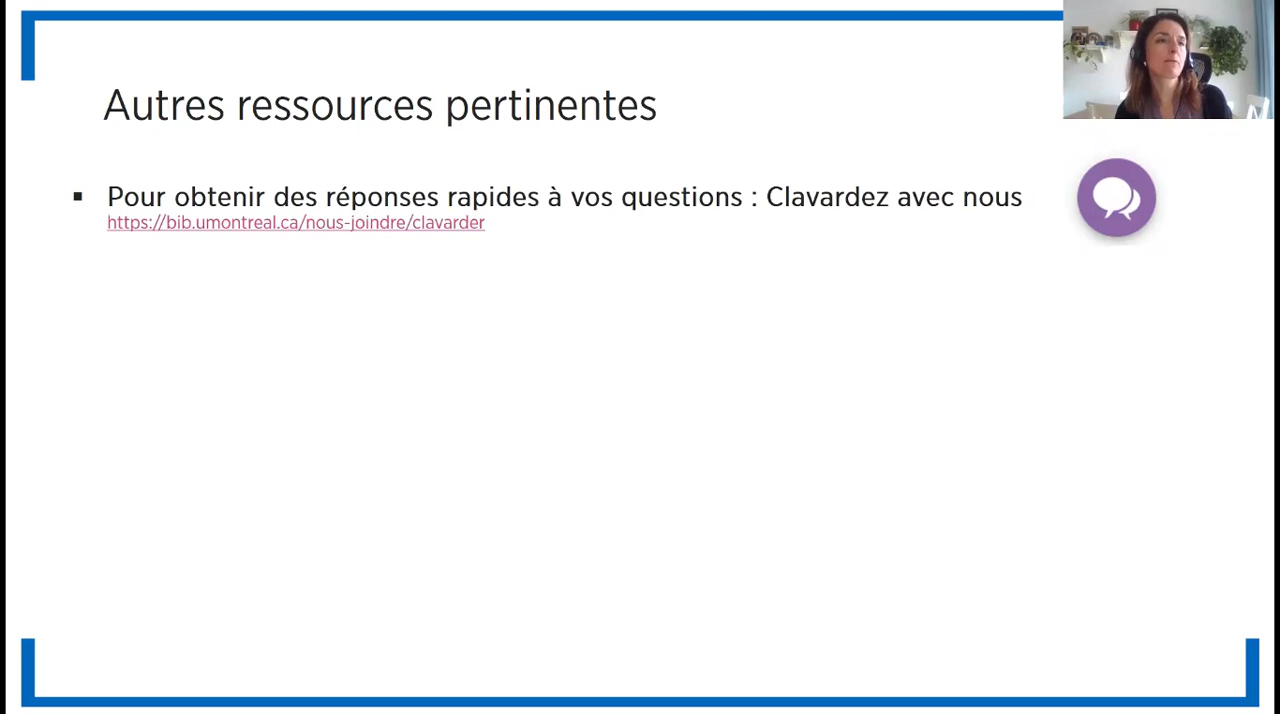 Autres ressources pertinentes
▪ Pour obtenir des réponses rapides à vos questions : Clavardez avec nous
https://bib.umontreal.ca/nous-joindre/clavarder